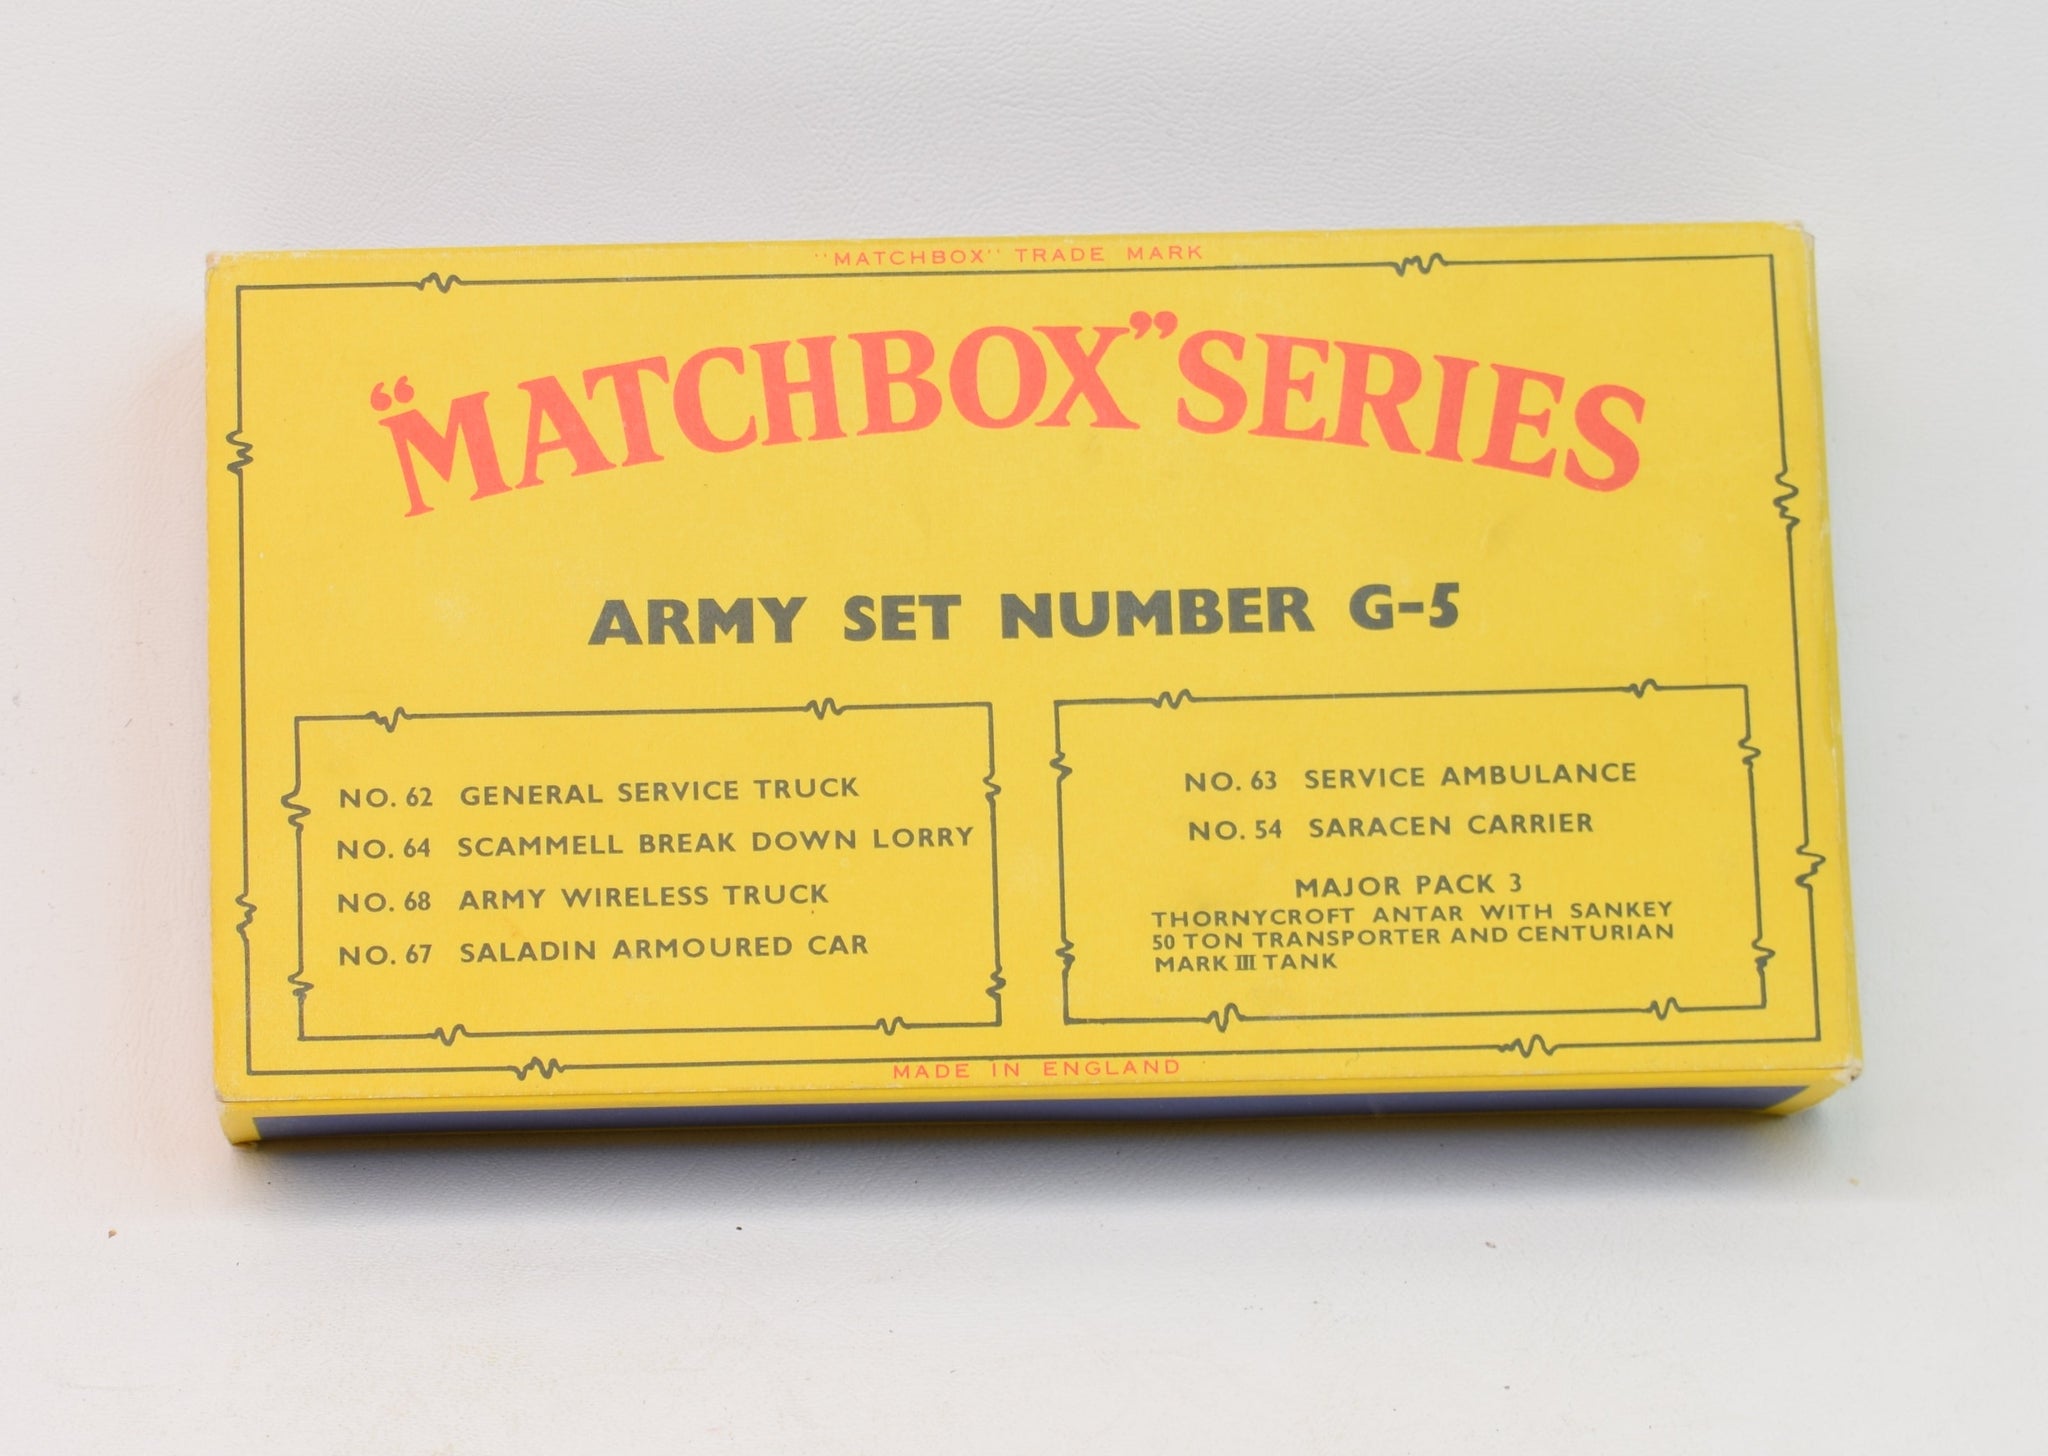 "MATCHBOX" TRADE MARK
"MATCHBOX" SERIES
ARMY SET NUMBER G-5
NO. 62 GENERAL SERVICE TRUCK
NO. 64 SCAMMELL BREAK DOWN LORRY
NO. 68 ARMY WIRELESS TRUCK
NO. 67 SALADIN ARMOURED CAR
NO. 63 SERVICE AMBULANCE
NO. 54 SARACEN CARRIER
MAJOR PACK 3
THORNYCROFT ANTAR WITH SANKEY
50 TON TRANSPORTER AND CENTURIAN
MARK III TANK
MADE IN ENGLAND